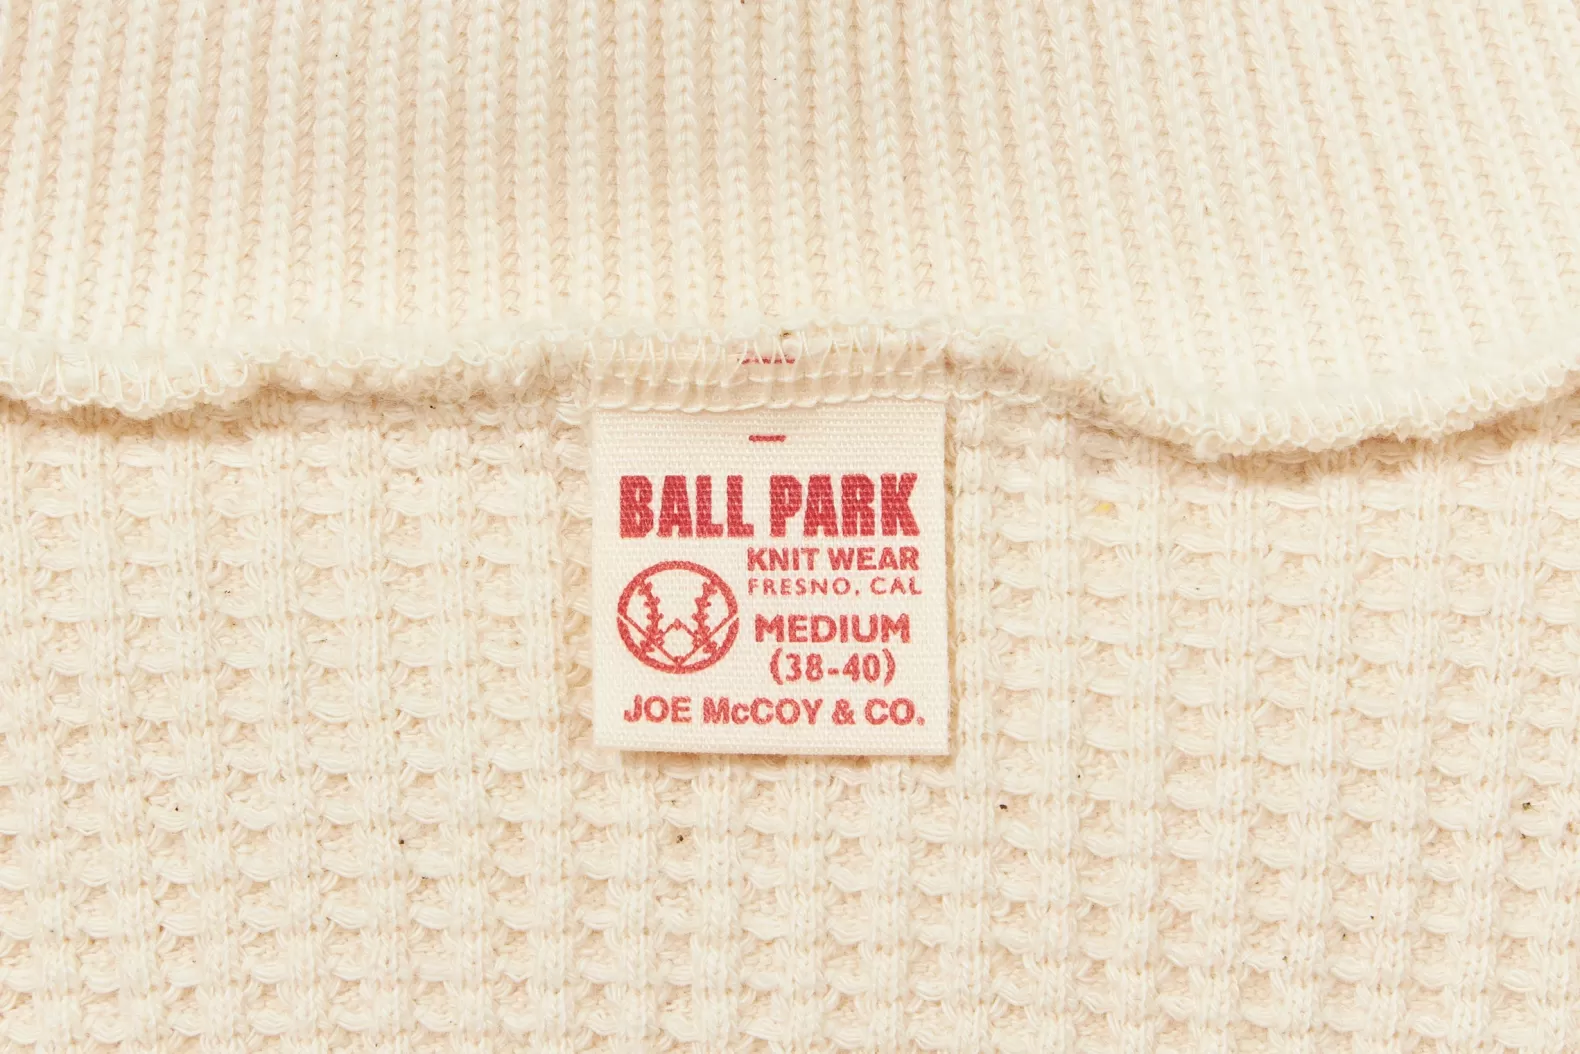 BALL PARK
KNIT WEAR
FRESNO, CAL
MEDIUM
(38-40)
JOE McCOY & CO.